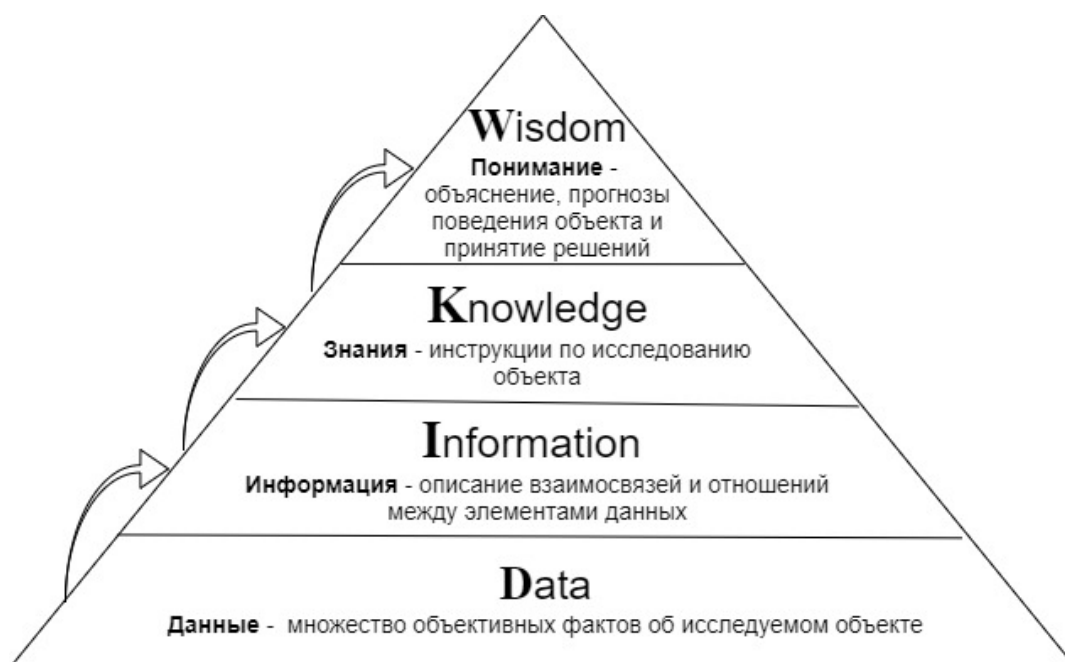 Wisdom
Понимание -
объяснение, прогнозы
поведения объекта и
принятие решений
Knowledge
Знания - инструкции по исследованию
объекта
Information
Информация - описание взаимосвязей и отношений
между элементами данных
Data
Данные - множество объективных фактов об исследуемом объекте